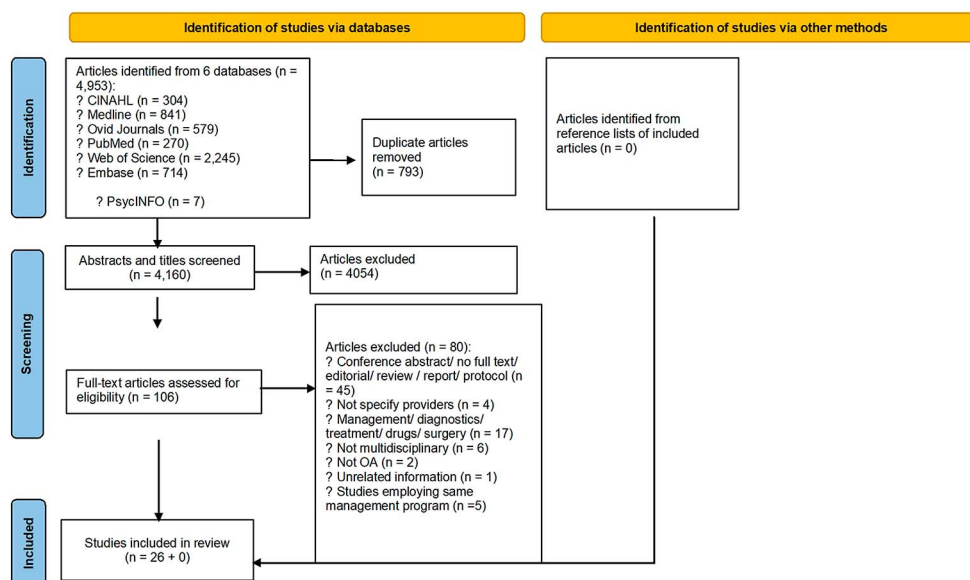 Identification of studies via databases
Identification of studies via other methods
Identification
Articles identified from 6 databases (n =
4,953):
? CINAHL (n = 304)
? Medline (n = 841)
? Ovid Journals (n = 579)
? PubMed (n = 270)
? Web of Science (n = 2,245)
? Embase (n = 714)
? PsycINFO (n = 7)
Duplicate articles
removed
(n = 793)
Articles identified from
reference lists of included
articles (n = 0)
Screening
Abstracts and titles screened
(n = 4,160)
Articles excluded
(n = 4054)
Full-text articles assessed for
eligibility (n = 106)
Articles excluded (n = 80):
? Conference abstract/ no full text/
editorial/ review / report/ protocol (n
= 45)
? Not specify providers (n = 4)
? Management/ diagnostics/
treatment/ drugs/ surgery (n = 17)
? Not multidisciplinary (n = 6)
? Not OA (n = 2)
? Unrelated information (n = 1)
? Studies employing same
management program (n =5)
Included
Studies included in review
(n = 26 + 0)